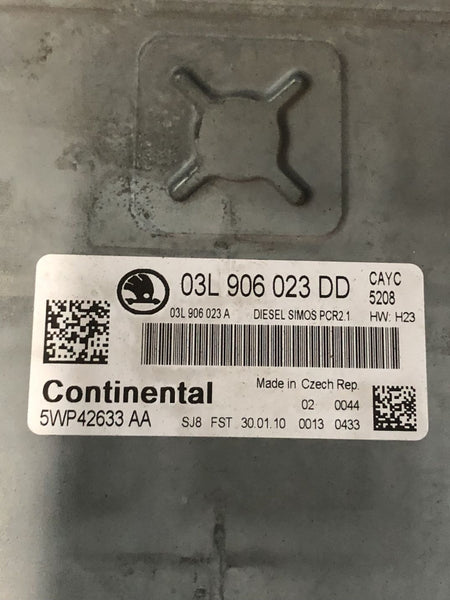 03L 906 023 DD CAYC
5208
03L 906 023 A DIESEL SIMOS PCR2.1 HW: H23
Continental Made in Czech Rep.
02 0044
5WP42633 AA SJ8 FST 30.01.10 0013 0433